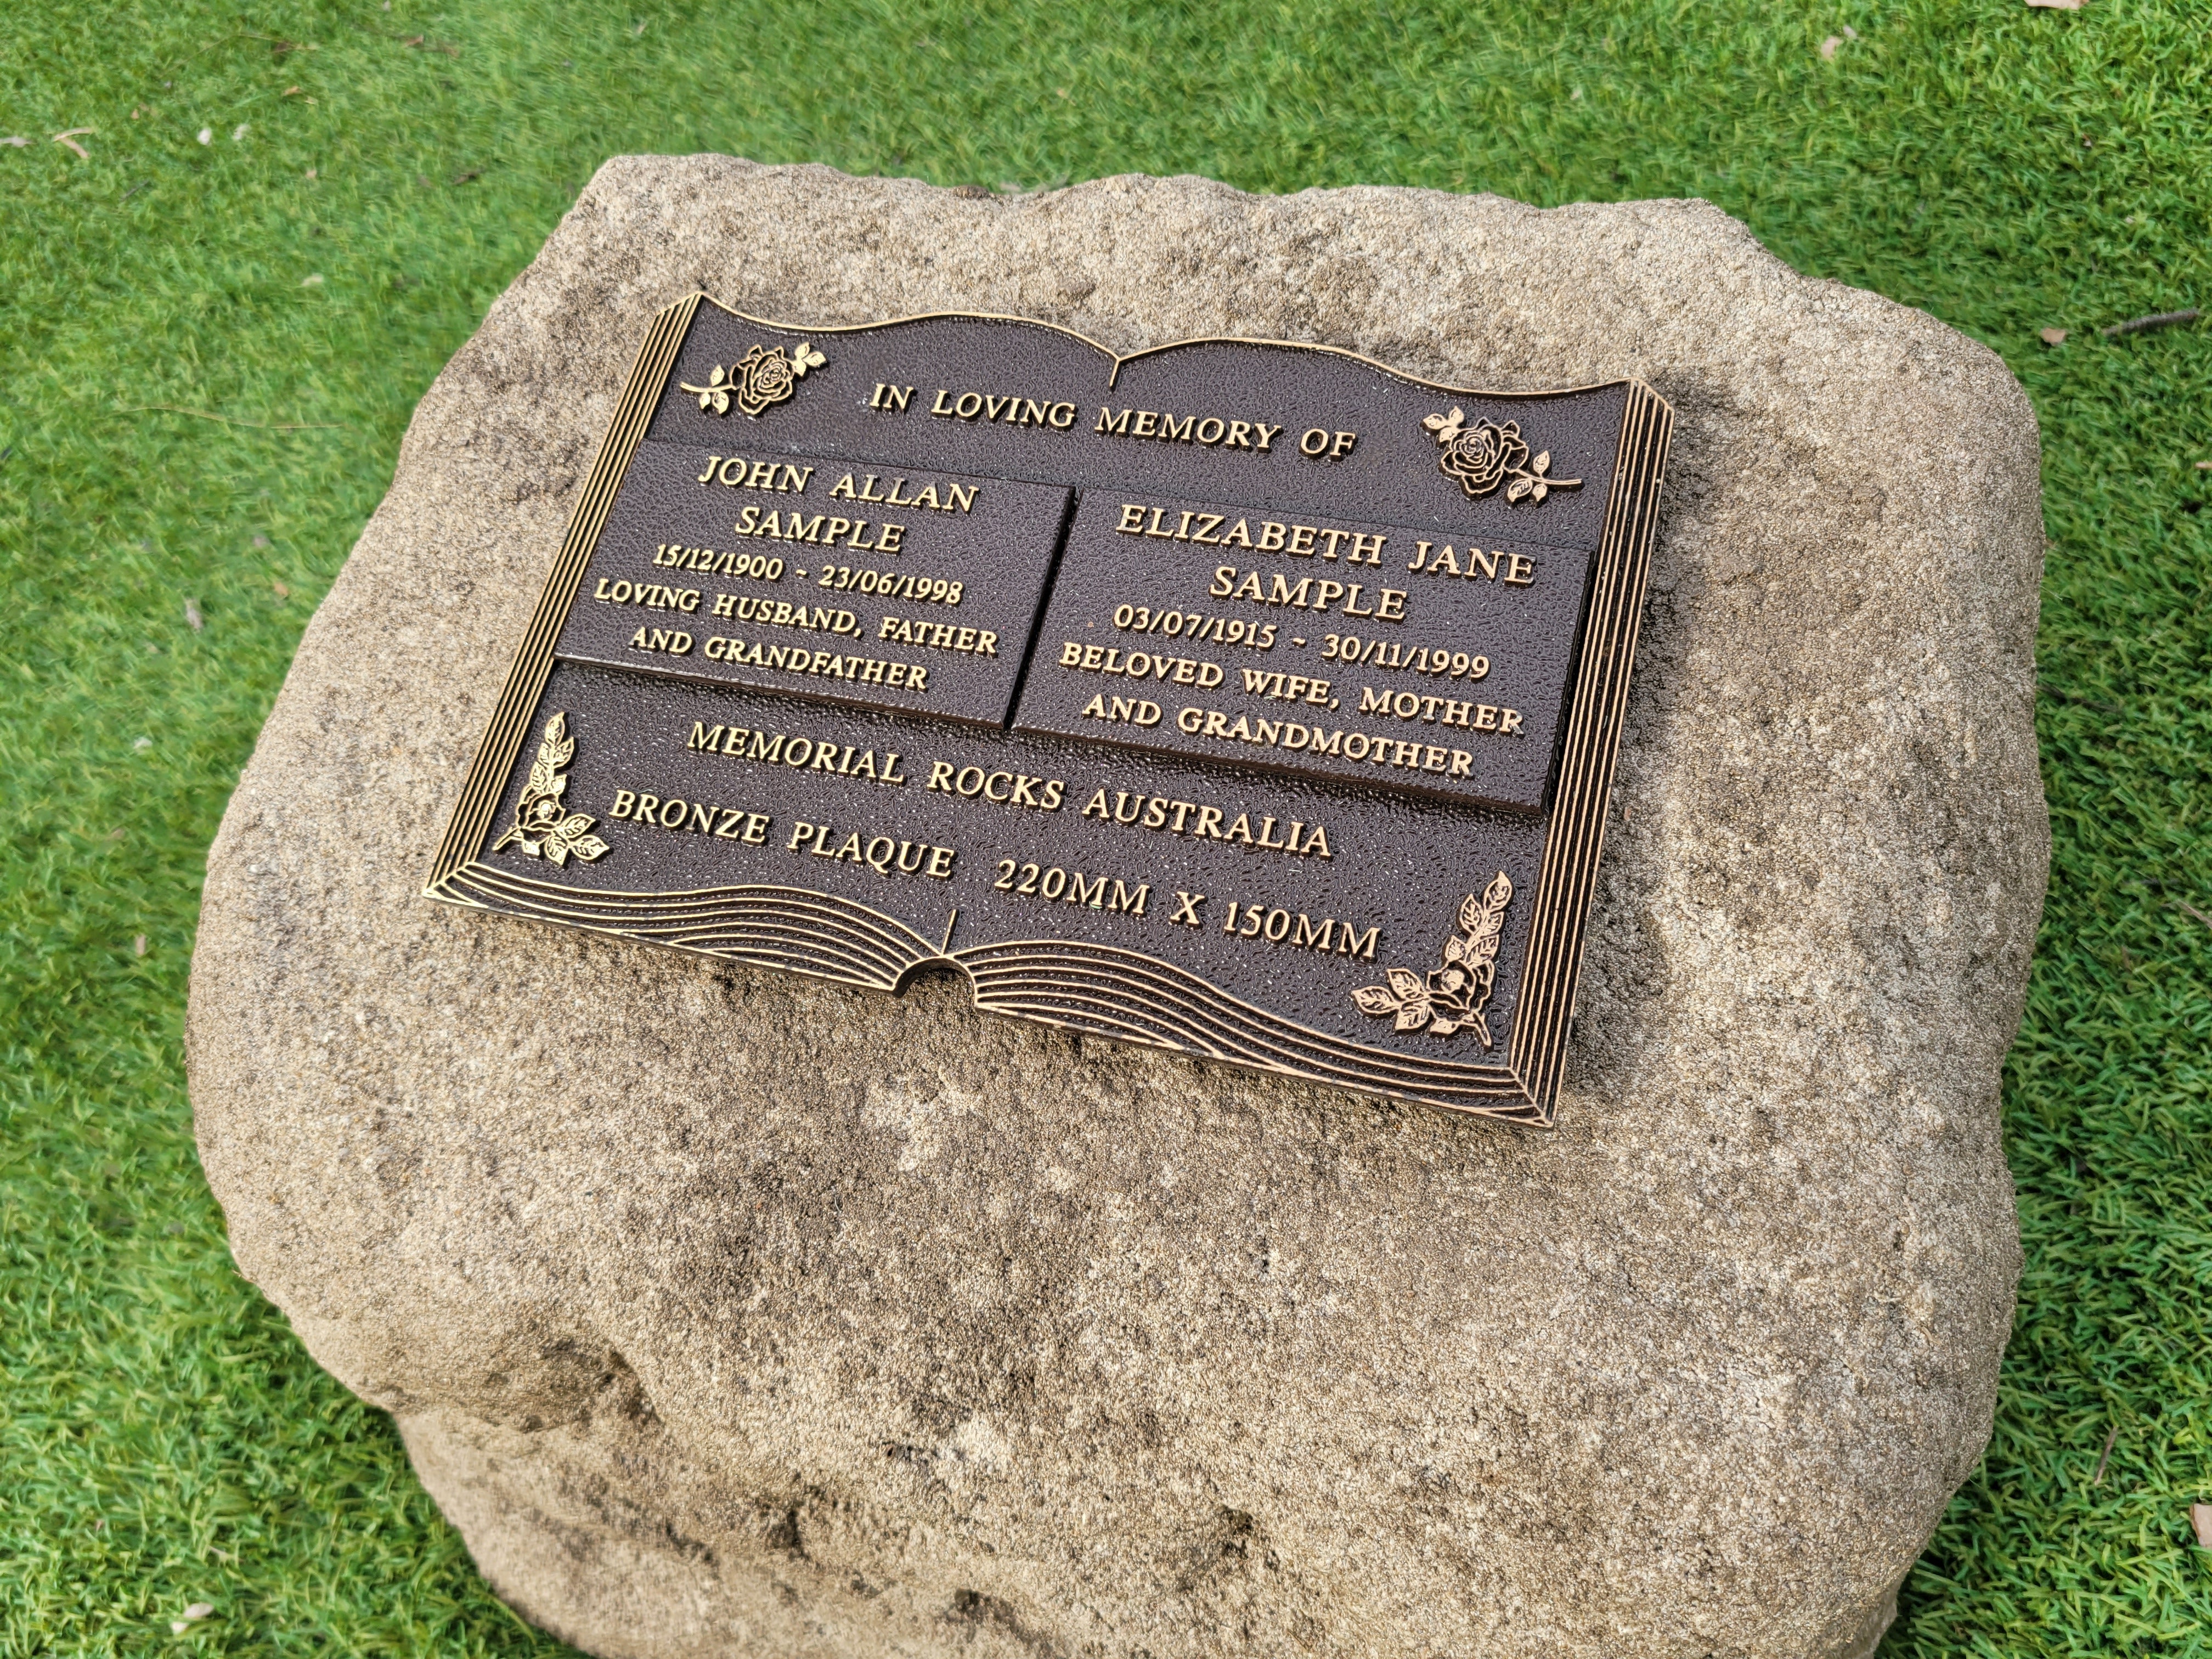 IN LOVING MEMORY OF
JOHN ALLAN
SAMPLE
15/12/1900 - 23/06/1998
LOVING HUSBAND, FATHER
AND GRANDFATHER
ELIZABETH JANE
SAMPLE
03/07/1915 - 30/11/1999
BELOVED WIFE, MOTHER
AND GRANDMOTHER
MEMORIAL ROCKS AUSTRALIA
BRONZE PLAQUE 220MM X 150MM